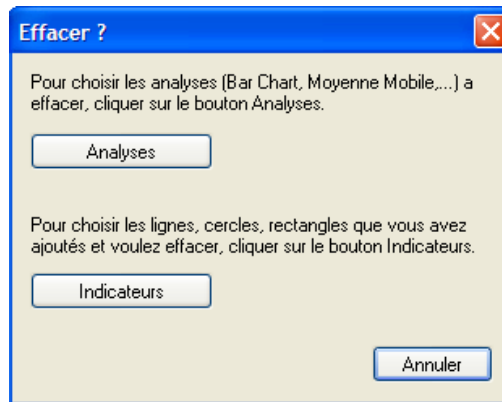 Effacer ?
Pour choisir les analyses (Bar Chart, Moyenne Mobile,...) a
effacer, cliquer sur le bouton Analyses.
Analyses
Pour choisir les lignes, cercles, rectangles que vous avez
ajoutés et voulez effacer, cliquer sur le bouton Indicateurs.
Indicateurs
Annuler